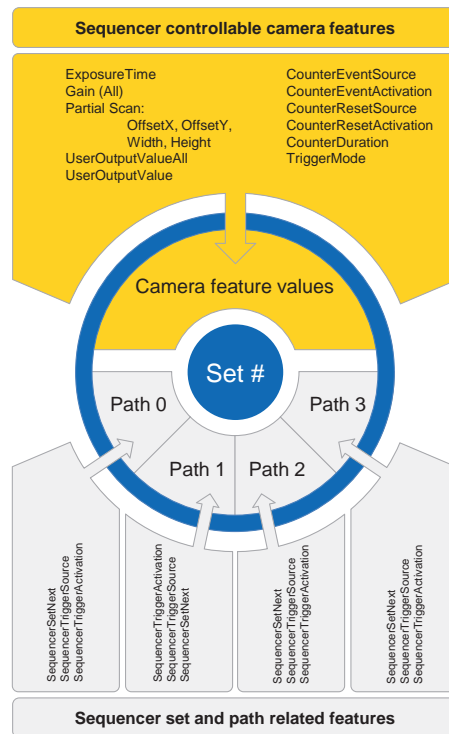 Sequencer controllable camera features
ExposureTime
Gain (All)
Partial Scan:
OffsetX, OffsetY,
Width, Height
UserOutputValueAll
UserOutputValue
CounterEventSource
CounterEventActivation
CounterResetSource
CounterResetActivation
CounterDuration
TriggerMode
Camera feature values
Set #
Path 0
Path 1
Path 2
Path 3
SequencerSetNext
SequencerTriggerSource
SequencerTriggerActivation
SequencerTriggerActivation
SequencerTriggerSource
SequencerSetNext
SequencerSetNext
SequencerTriggerSource
SequencerTriggerActivation
SequencerSetNext
SequencerTriggerSource
SequencerTriggerActivation
Sequencer set and path related features